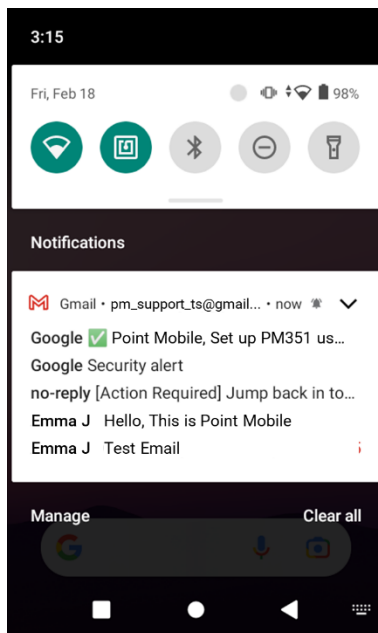 3:15
Fri, Feb 18 98%
Notifications
Gmail • pm_support_ts@gmail... • now
Google ✅ Point Mobile, Set up PM351 us...
Google Security alert
no-reply [Action Required] Jump back in to...
Emma J Hello, This is Point Mobile
Emma J Test Email
Manage Clear all